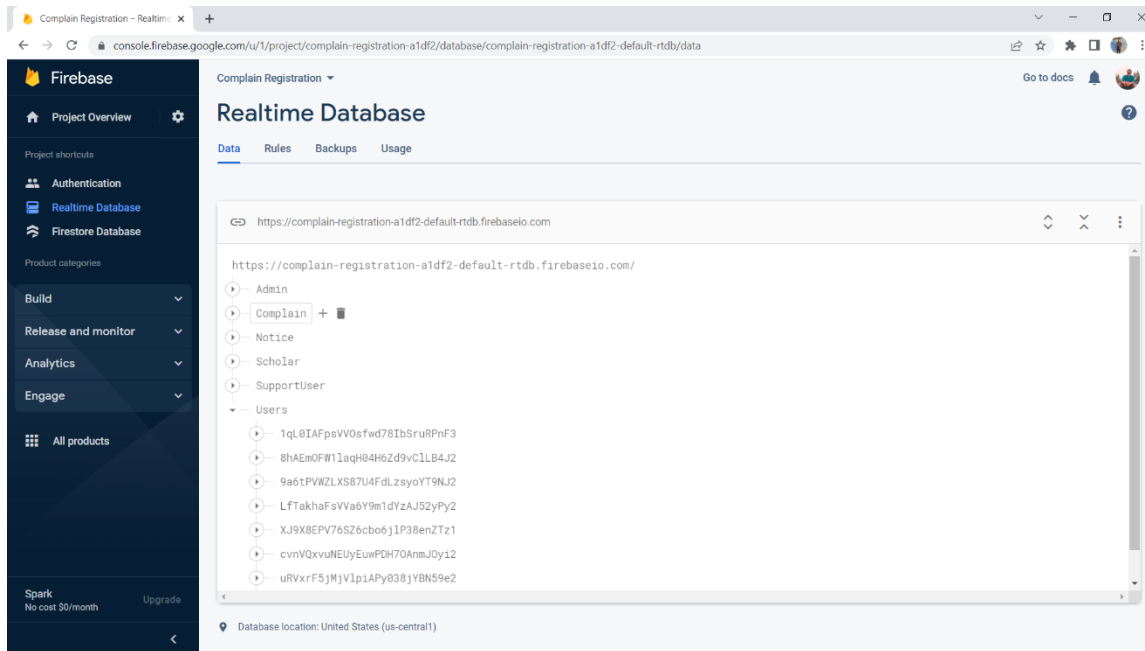 Complain Registration – Realtime
console.firebase.google.com/u/1/project/complain-registration-a1df2/database/complain-registration-a1df2-default-rtdb/data
Firebase
Project Overview
Project shortcuts
Authentication
Realtime Database
Firestore Database
Product categories
Build
Release and monitor
Analytics
Engage
All products
Spark
No cost $0/month
Upgrade
Complain Registration
Go to docs
Realtime Database
Data Rules Backups Usage
https://complain-registration-a1df2-default-rtdb.firebaseio.com
https://complain-registration-a1df2-default-rtdb.firebaseio.com/
Admin
Complain
Notice
Scholar
SupportUser
Users
1qL0IAFpsVVOsfwd78IbSruRPnF3
8hAEmOFW1laqH04H6Zd9vClLB4J2
9a6tPVWZLXS87U4FdLzsyoYT9NJ2
LfTakhaFsVVa6Y9m1dYzAJ52yPy2
XJ9X8EPV76SZ6cbo6jlP38enZTz1
cvnVQxvuNEUyEuwPDH7OAnmJOyi2
uRVxrF5jMjVlpiAPy038jYBN59e2
Database location: United States (us-central1)